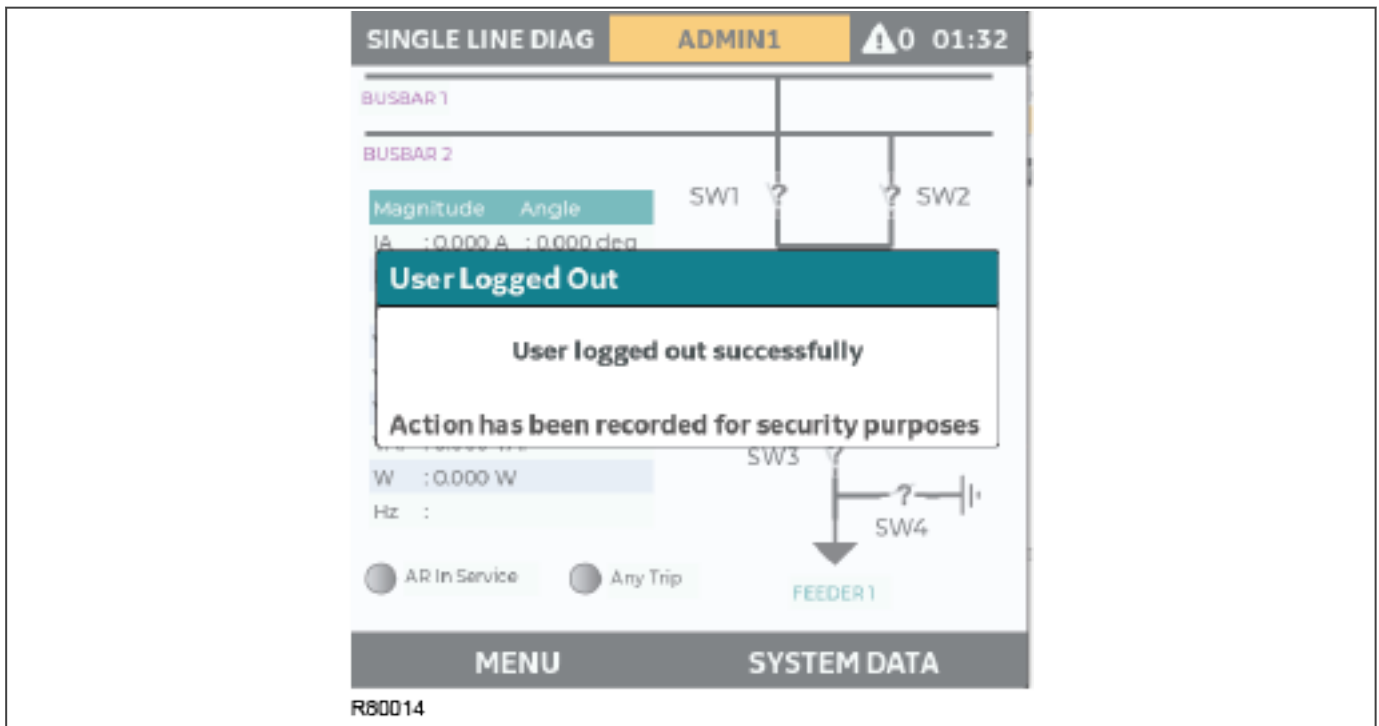 SINGLE LINE DIAG ADMIN1 0 01:32
BUSBAR 1
BUSBAR 2
SW1 ? ? SW2
Magnitude Angle
IA : 0.000 A : 0.000 deg
User Logged Out
User logged out successfully
Action has been recorded for security purposes
SW3
W : 0.000 W
?
Hz :
SW4
AR In Service Any Trip
FEEDER 1
MENU SYSTEM DATA
R80014